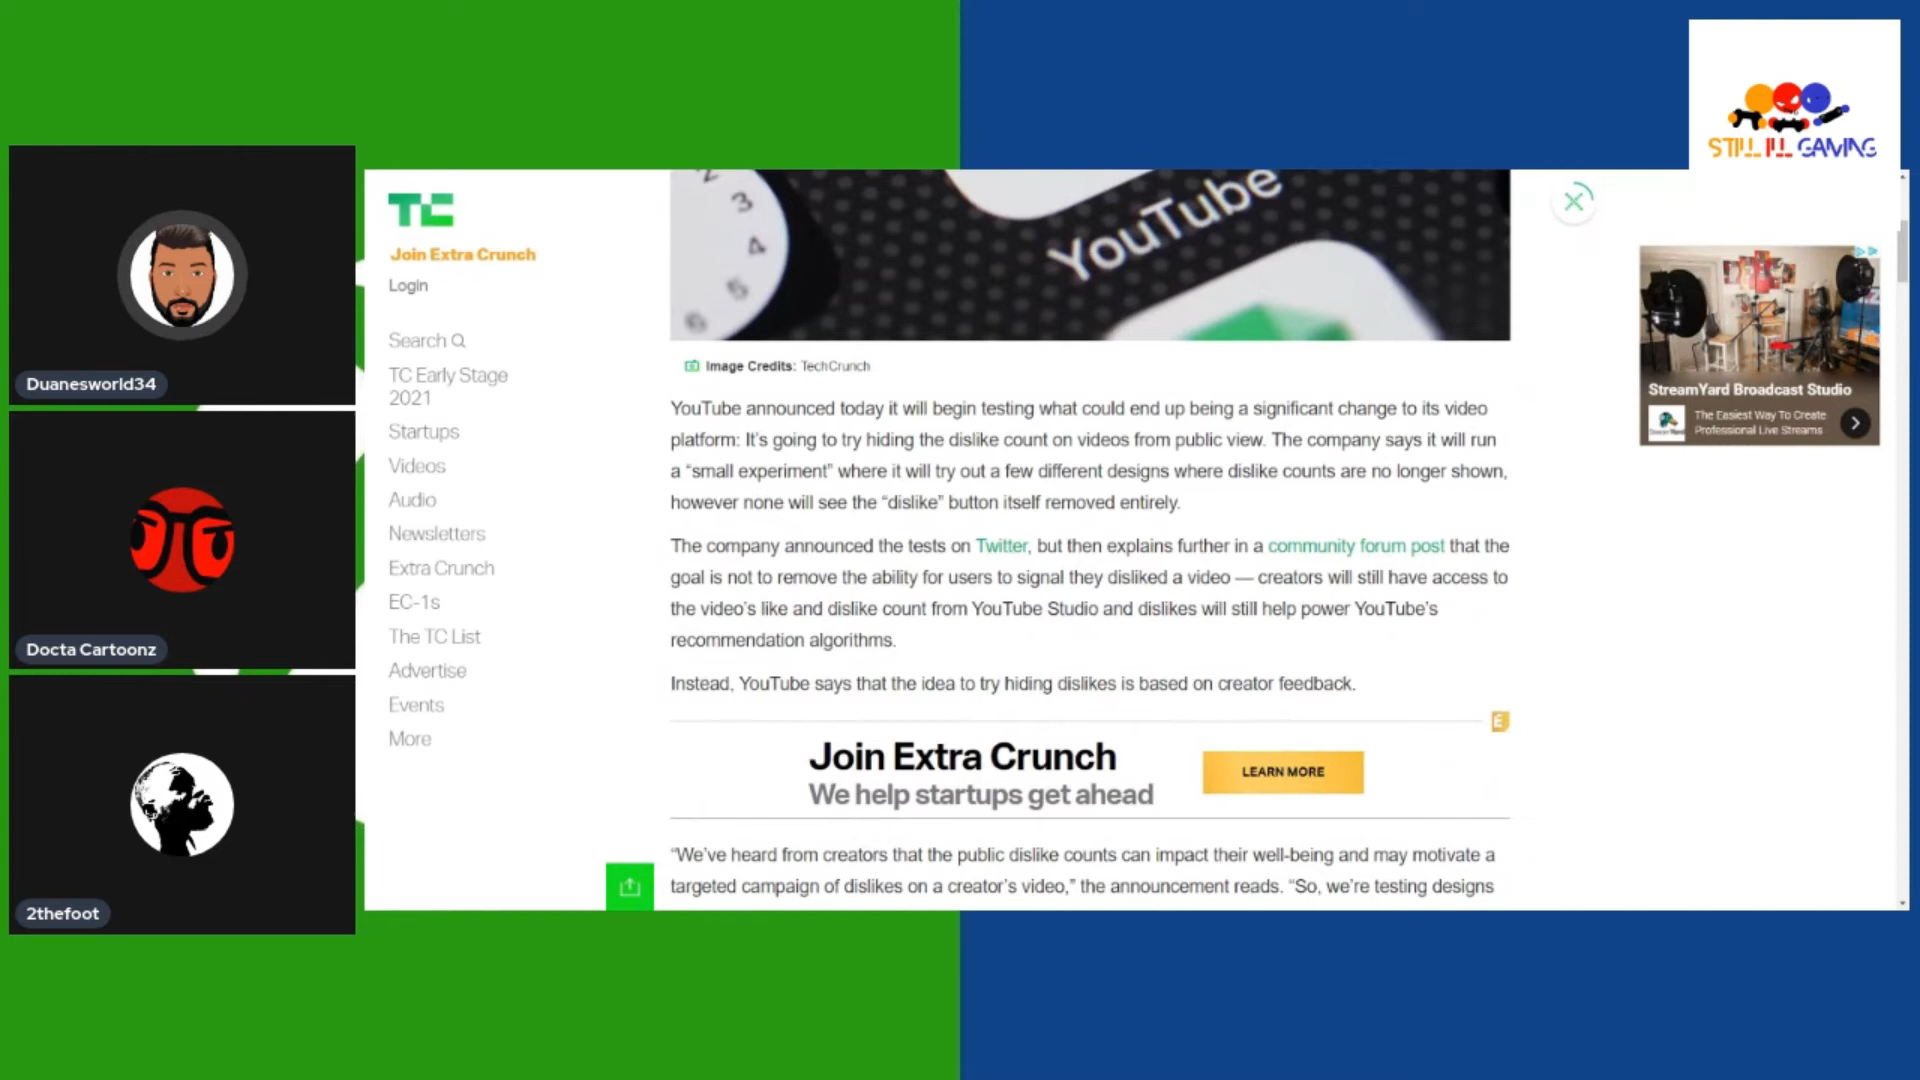 STILL ILL GAMING
Duanesworld34
Docta Cartoonz
2thefoot
TC
Join Extra Crunch
Login
Search
TC Early Stage
2021
Startups
Videos
Audio
Newsletters
Extra Crunch
EC-1s
The TC List
Advertise
Events
More
3
4
5
6
YouTube
Image Credits: TechCrunch
YouTube announced today it will begin testing what could end up being a significant change to its video
platform: It's going to try hiding the dislike count on videos from public view. The company says it will run
a “small experiment” where it will try out a few different designs where dislike counts are no longer shown,
however none will see the “dislike” button itself removed entirely.
The company announced the tests on Twitter, but then explains further in a community forum post that the
goal is not to remove the ability for users to signal they disliked a video — creators will still have access to
the video's like and dislike count from YouTube Studio and dislikes will still help power YouTube's
recommendation algorithms.
Instead, YouTube says that the idea to try hiding dislikes is based on creator feedback.
E
Join Extra Crunch
We help startups get ahead
LEARN MORE
“We've heard from creators that the public dislike counts can impact their well-being and may motivate a
targeted campaign of dislikes on a creator's video,” the announcement reads. “So, we're testing designs
StreamYard Broadcast Studio
The Easiest Way To Create
Professional Live Streams